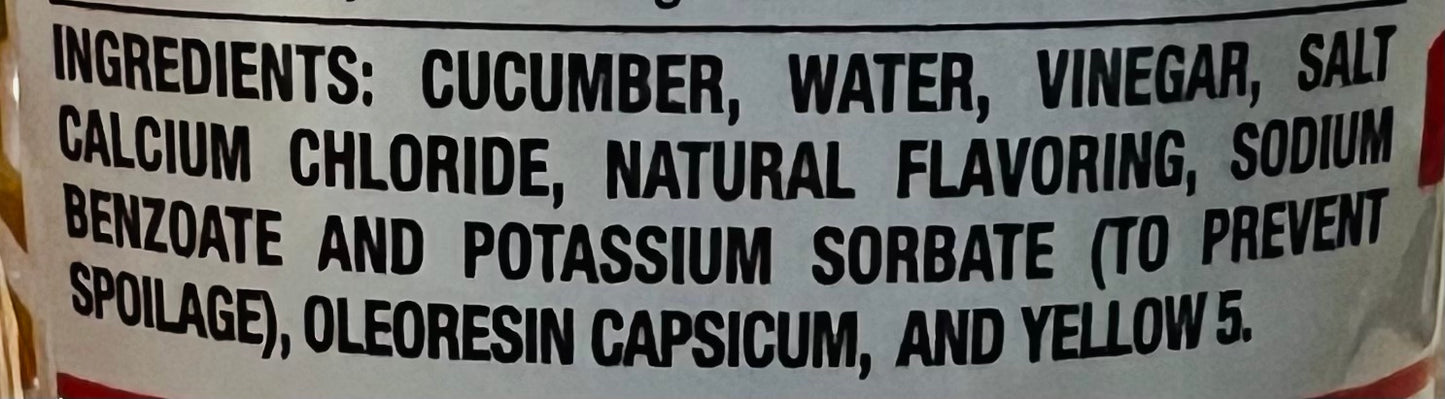 INGREDIENTS: CUCUMBER, WATER, VINEGAR, SALT
CALCIUM CHLORIDE, NATURAL FLAVORING, SODIUM
BENZOATE AND POTASSIUM SORBATE (TO PREVENT
SPOILAGE), OLEORESIN CAPSICUM, AND YELLOW 5.